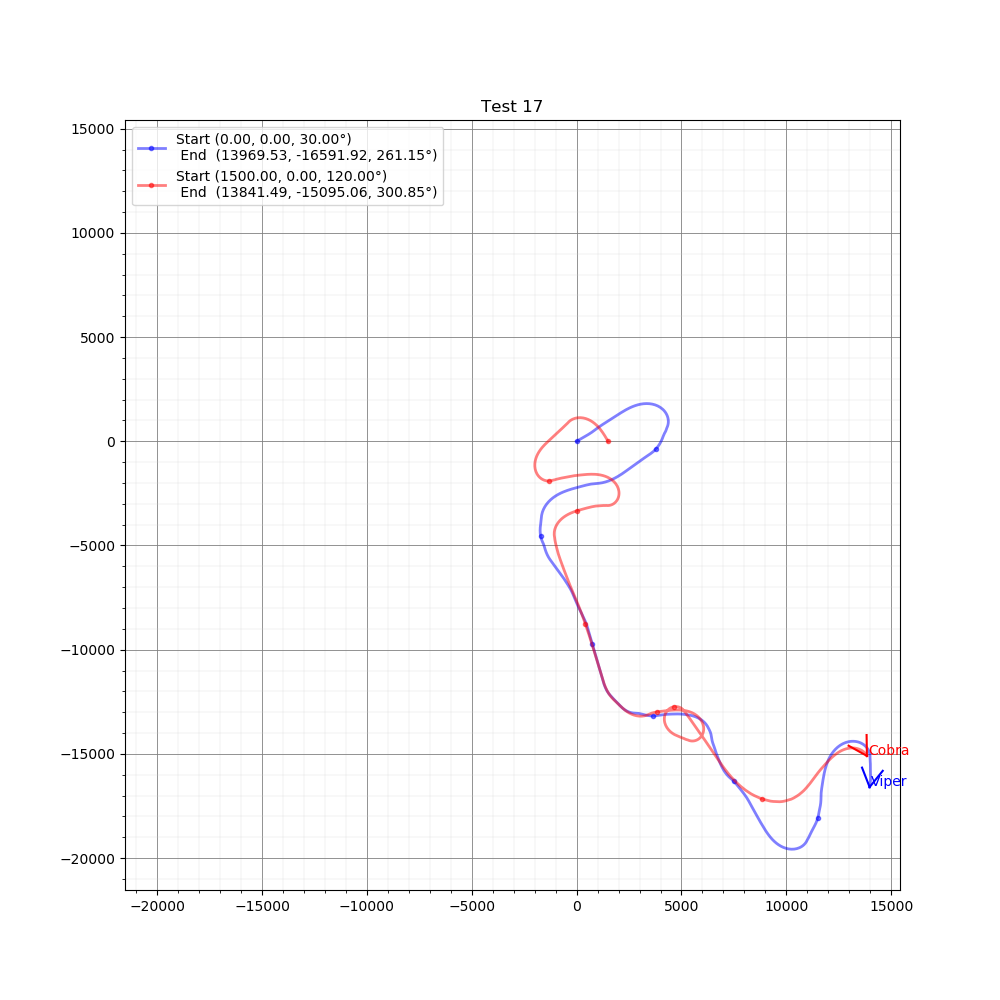 Test 17
Start (0.00, 0.00, 30.00°)
End (13969.53, -16591.92, 261.15°)
Start (1500.00, 0.00, 120.00°)
End (13841.49, -15095.06, 300.85°)
15000
10000
5000
0
−5000
−10000
−15000
−20000
Cobra
Viper
−20000 −15000 −10000 −5000 0 5000 10000 15000